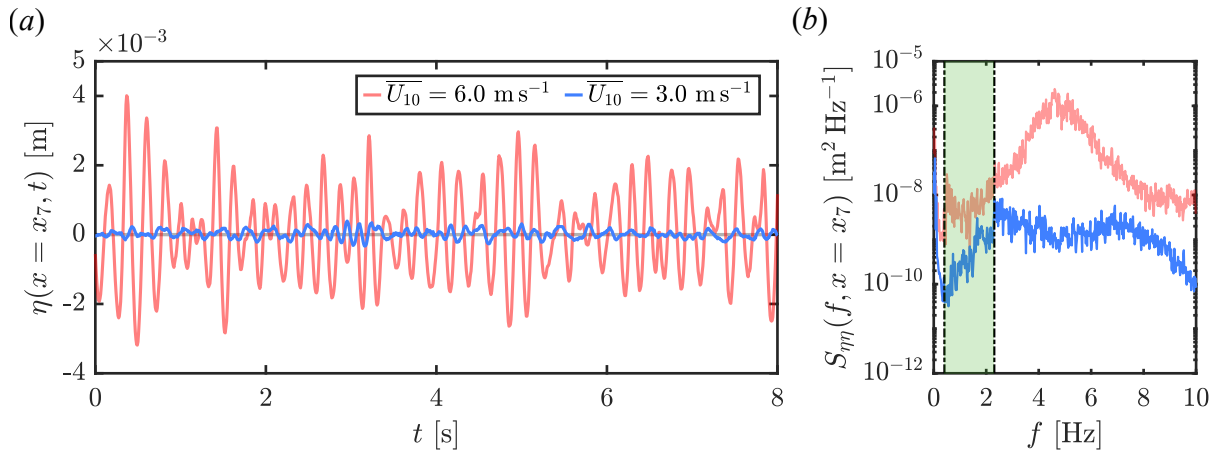 (a)
×10⁻³
5
4
2
0
-2
-4
η(x = x₇, t) [m]
U̅₁₀̅ = 6.0 m s⁻¹
U̅₁₀̅ = 3.0 m s⁻¹
0
2
4
6
8
t [s]
(b)
10⁻⁵
10⁻⁶
10⁻⁸
10⁻¹⁰
10⁻¹²
S_ηη(f, x = x₇) [m² Hz⁻¹]
0
2
4
6
8
10
f [Hz]